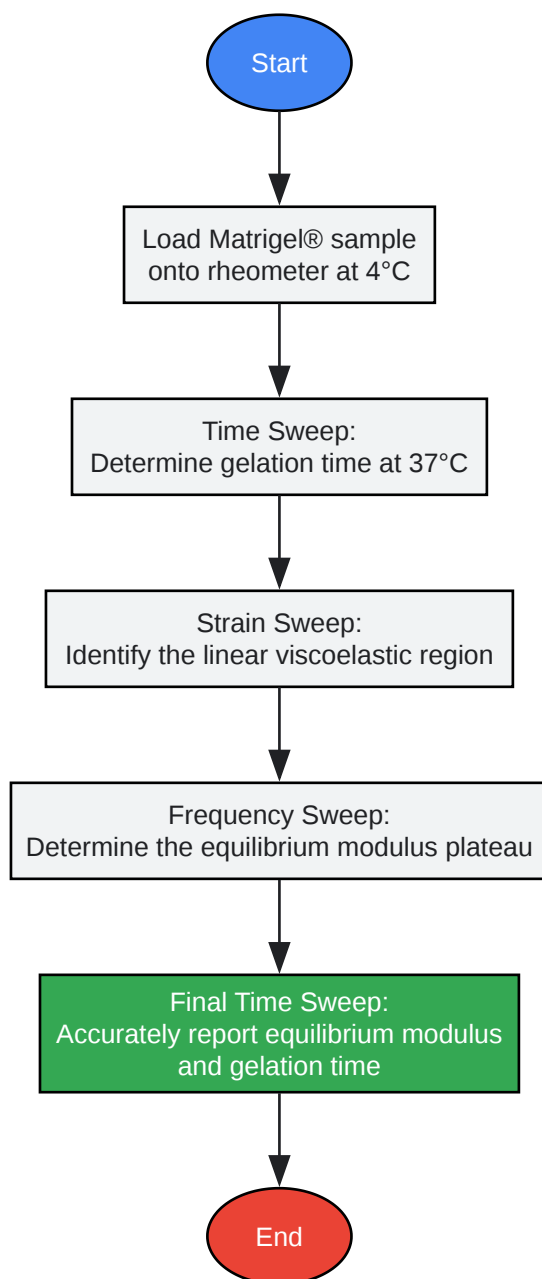 Start
Load Matrigel® sample
onto rheometer at 4°C
Time Sweep:
Determine gelation time at 37°C
Strain Sweep:
Identify the linear viscoelastic region
Frequency Sweep:
Determine the equilibrium modulus plateau
Final Time Sweep:
Accurately report equilibrium modulus
and gelation time
End